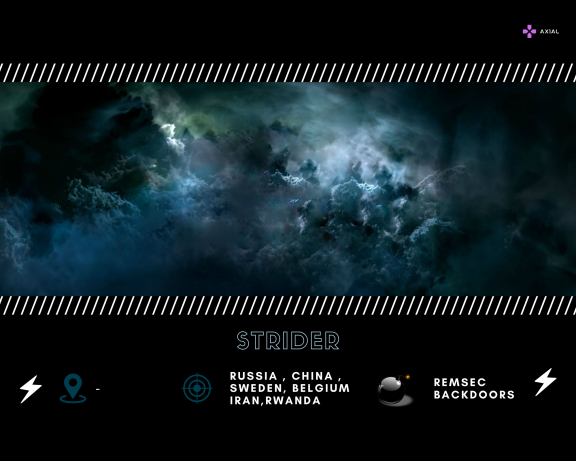 AXIAL
STRIDER
-
RUSSIA , CHINA ,
SWEDEN, BELGIUM
IRAN,RWANDA
REMSEC
BACKDOORS